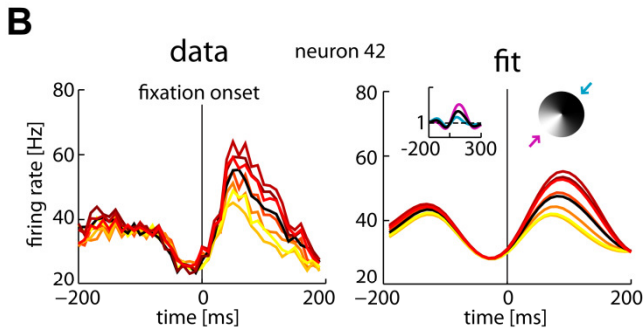 B
data
neuron 42
fit
fixation onset
firing rate [Hz]
80
60
40
20
−200
0
200
time [ms]
80
60
40
20
−200
0
200
time [ms]
1
-200
300